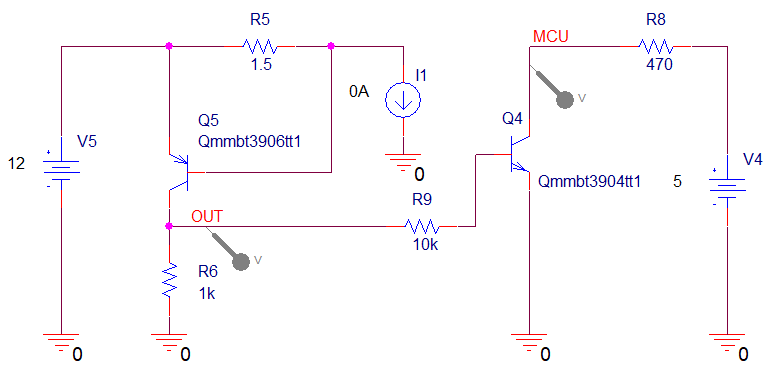 R5
1.5
MCU
R8
470
I1
0A
Q5
Qmmbt3906tt1
Q4
V
V5
12
0
Qmmbt3904tt1
5
V4
OUT
R9
10k
V
R6
1k
0
0
0
0